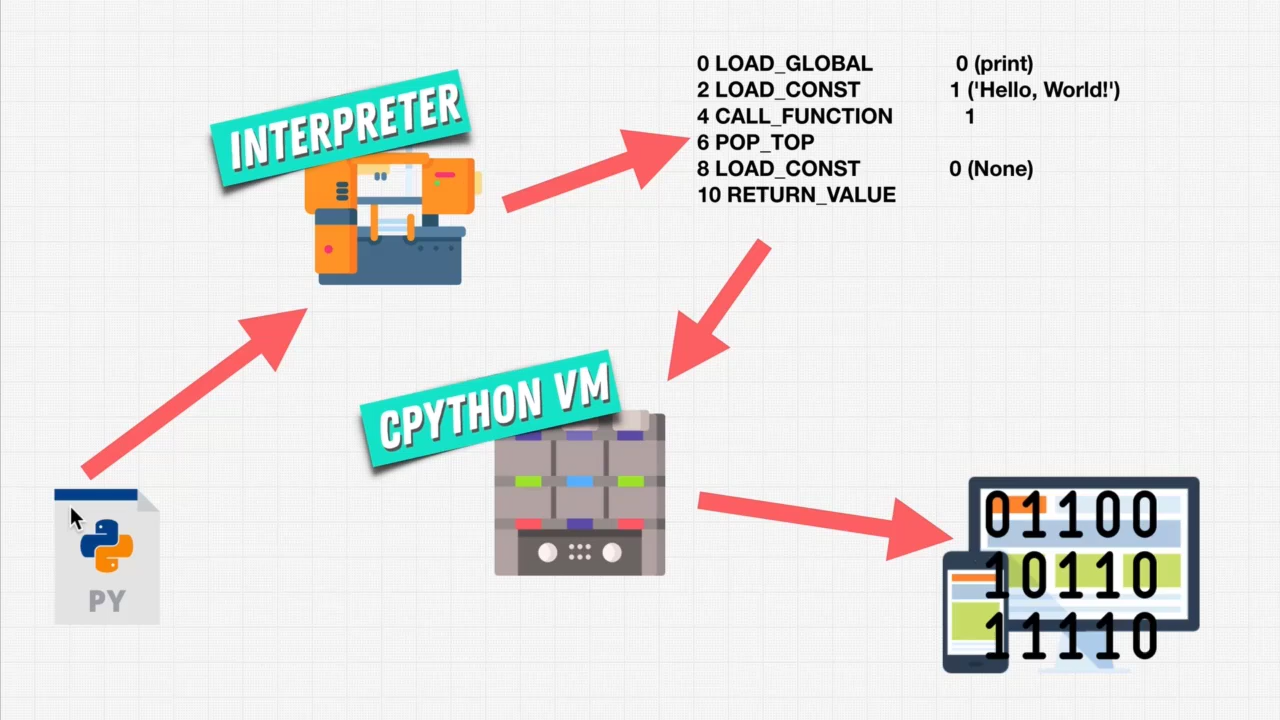 INTERPRETER
0 LOAD_GLOBAL 0 (print)
2 LOAD_CONST 1 ('Hello, World!')
4 CALL_FUNCTION 1
6 POP_TOP
8 LOAD_CONST 0 (None)
10 RETURN_VALUE
CPYTHON VM
PY
01100
10110
11110